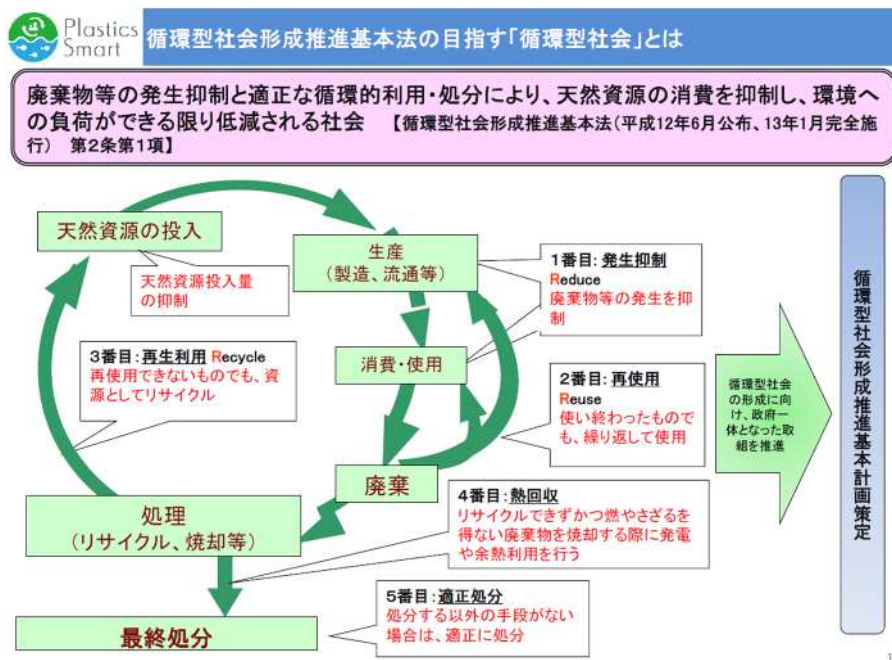 Plastics
Smart
循環型社会形成推進基本法の目指す「循環型社会」とは
廃棄物等の発生抑制と適正な循環的利用・処分により、天然資源の消費を抑制し、環境へ
の負荷ができる限り低減される社会 【循環型社会形成推進基本法(平成12年6月公布、13年1月完全施
行) 第2条第1項】
天然資源の投入
天然資源投入量
の抑制
生産
(製造、流通等)
1番目:発生抑制
Reduce
廃棄物等の発生を抑
制
3番目:再生利用 Recycle
再使用できないものでも、資
源としてリサイクル
消費・使用
2番目:再使用
Reuse
使い終わったもので
も、繰り返して使用
廃棄
処理
(リサイクル、焼却等)
4番目:熱回収
リサイクルできずかつ燃やさざるを
得ない廃棄物を焼却する際に発電
や余熱利用を行う
5番目:適正処分
処分する以外の手段がない
場合は、適正に処分
最終処分
循環型社会
の形成に向
け、政府一
体となった取
組を推進
循環型社会形成推進基本計画策定
1